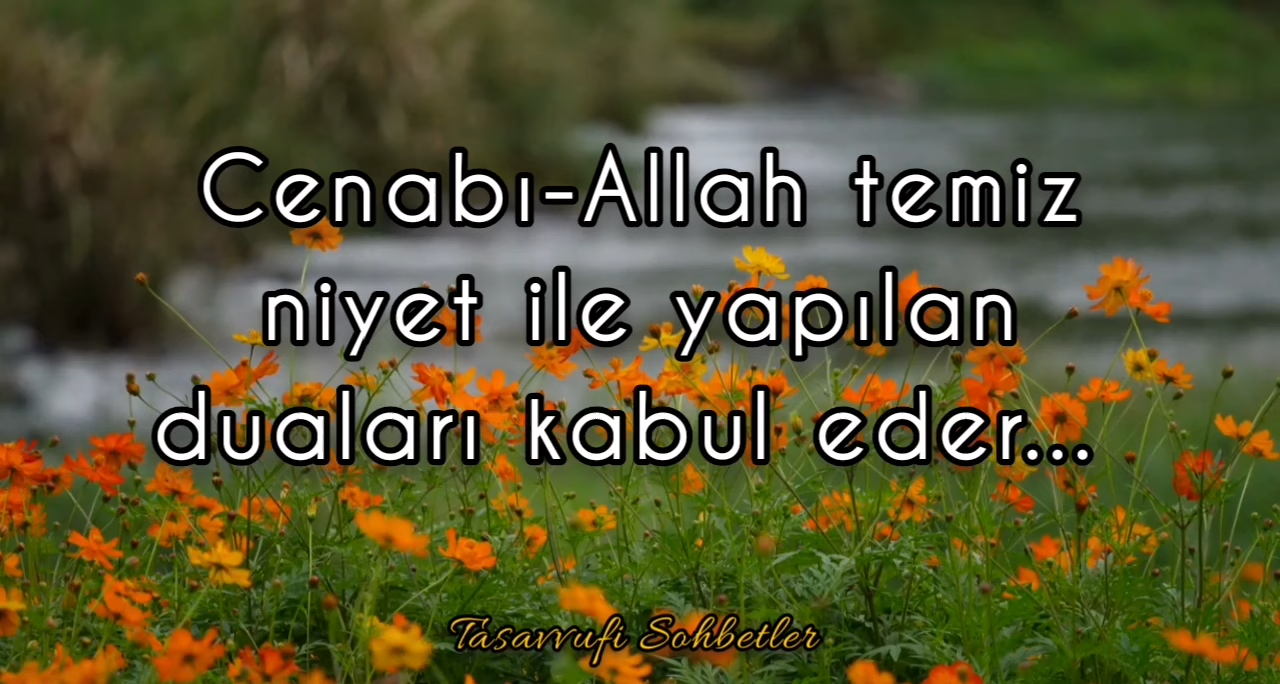 Cenabı-Allah temiz
niyet ile yapılan
duaları kabul eder...
Tasavvufi Sohbetler